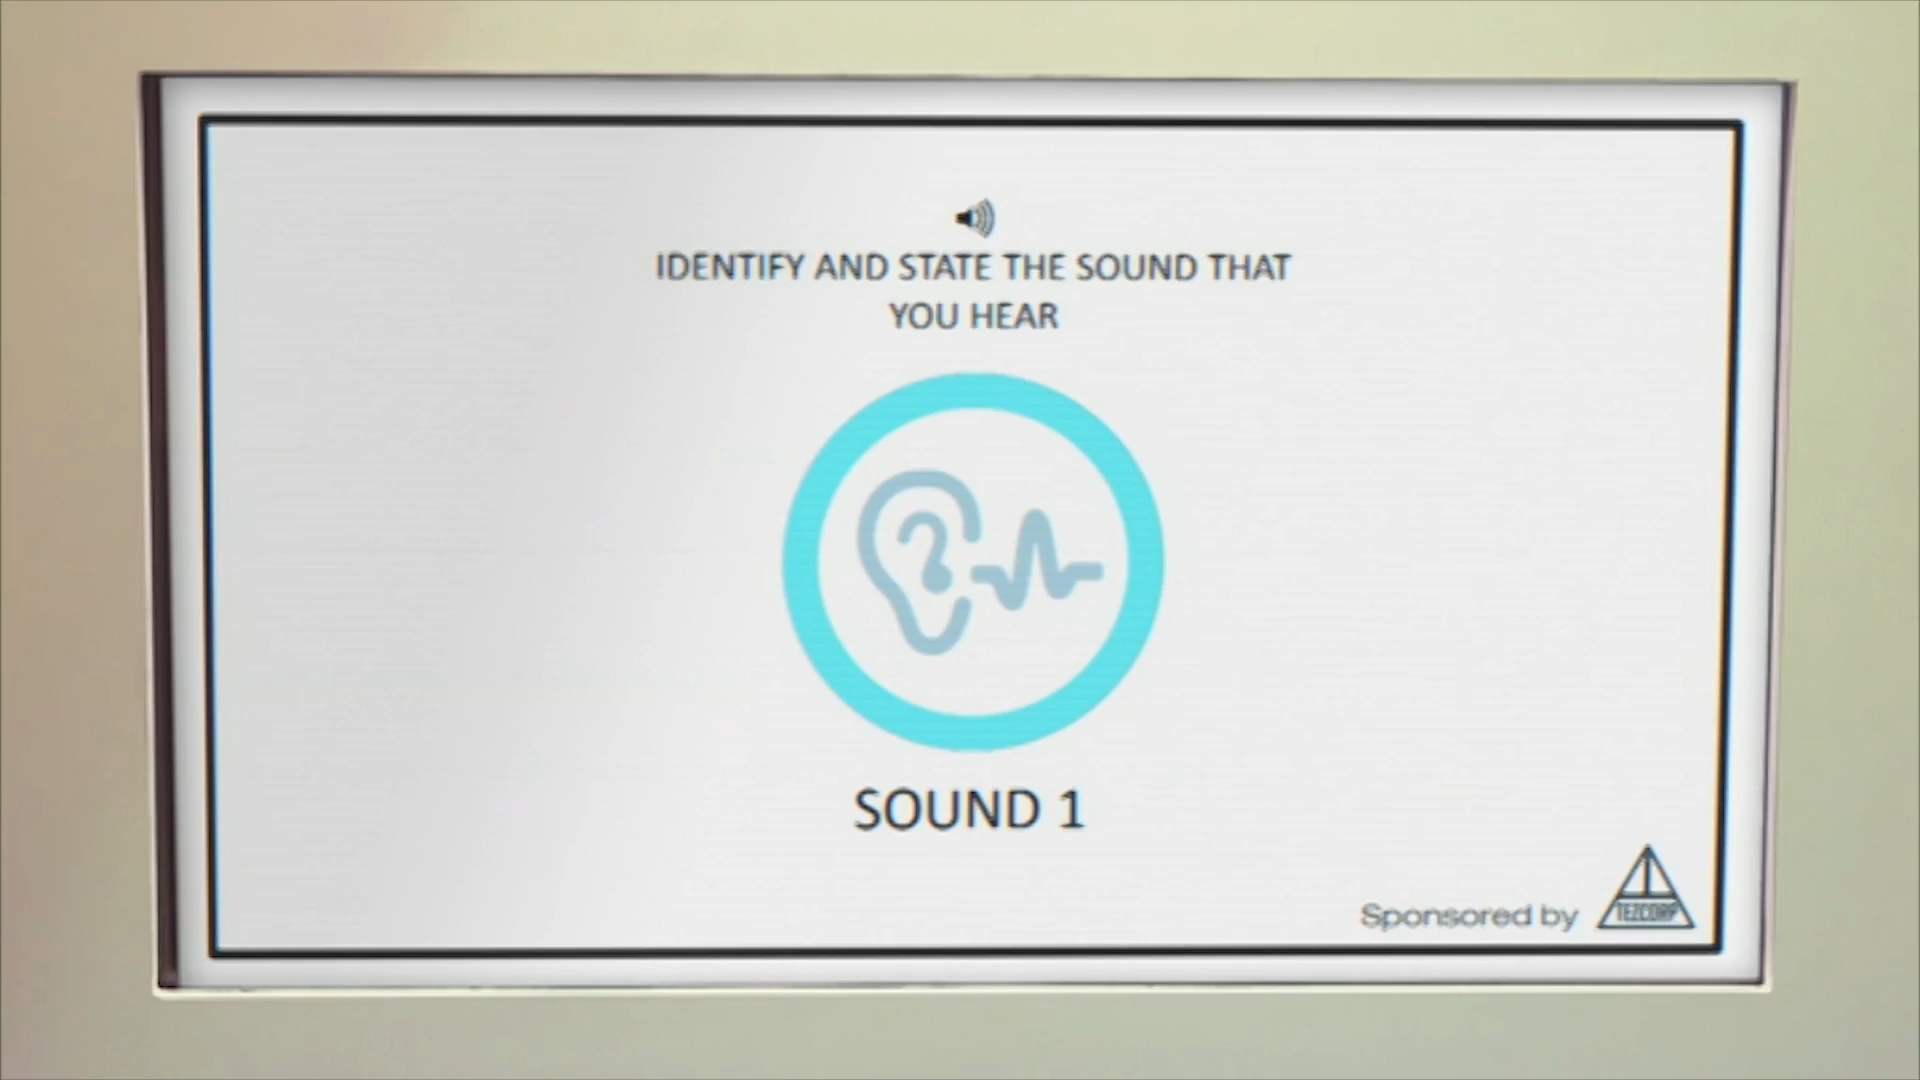 IDENTIFY AND STATE THE SOUND THAT
YOU HEAR
SOUND 1
Sponsored by
TEZCORP